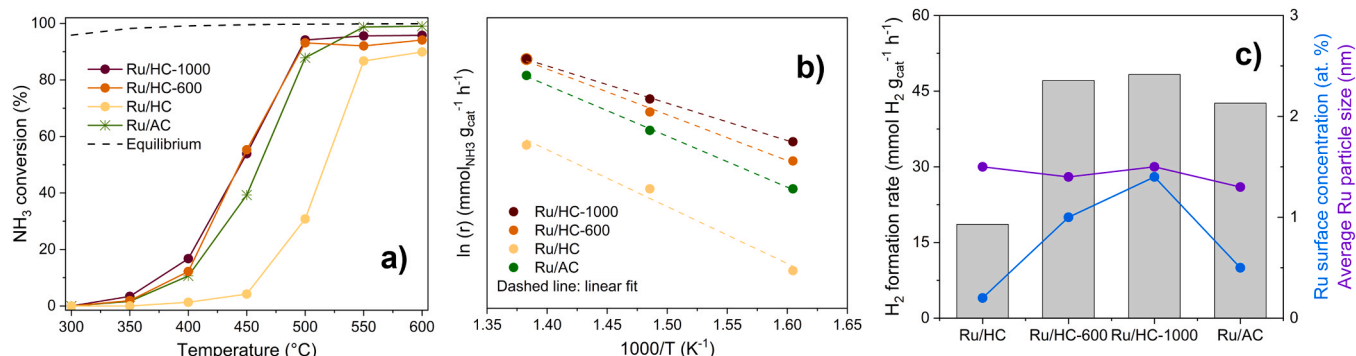 100
80
60
40
20
0
NH₃ conversion (%)
Ru/HC-1000
Ru/HC-600
Ru/HC
Ru/AC
Equilibrium
a)
300 350 400 450 500 550 600
Temperature (°C)
ln (r) (mmol_NH3 g_cat⁻¹ h⁻¹)
b)
Ru/HC-1000
Ru/HC-600
Ru/HC
Ru/AC
Dashed line: linear fit
1.35 1.40 1.45 1.50 1.55 1.60 1.65
1000/T (K⁻¹)
c)
60
45
30
15
0
H₂ formation rate (mmol H₂ g_cat⁻¹ h⁻¹)
3
2
1
0
Ru surface concentration (at. %)
Average Ru particle size (nm)
Ru/HC Ru/HC-600 Ru/HC-1000 Ru/AC